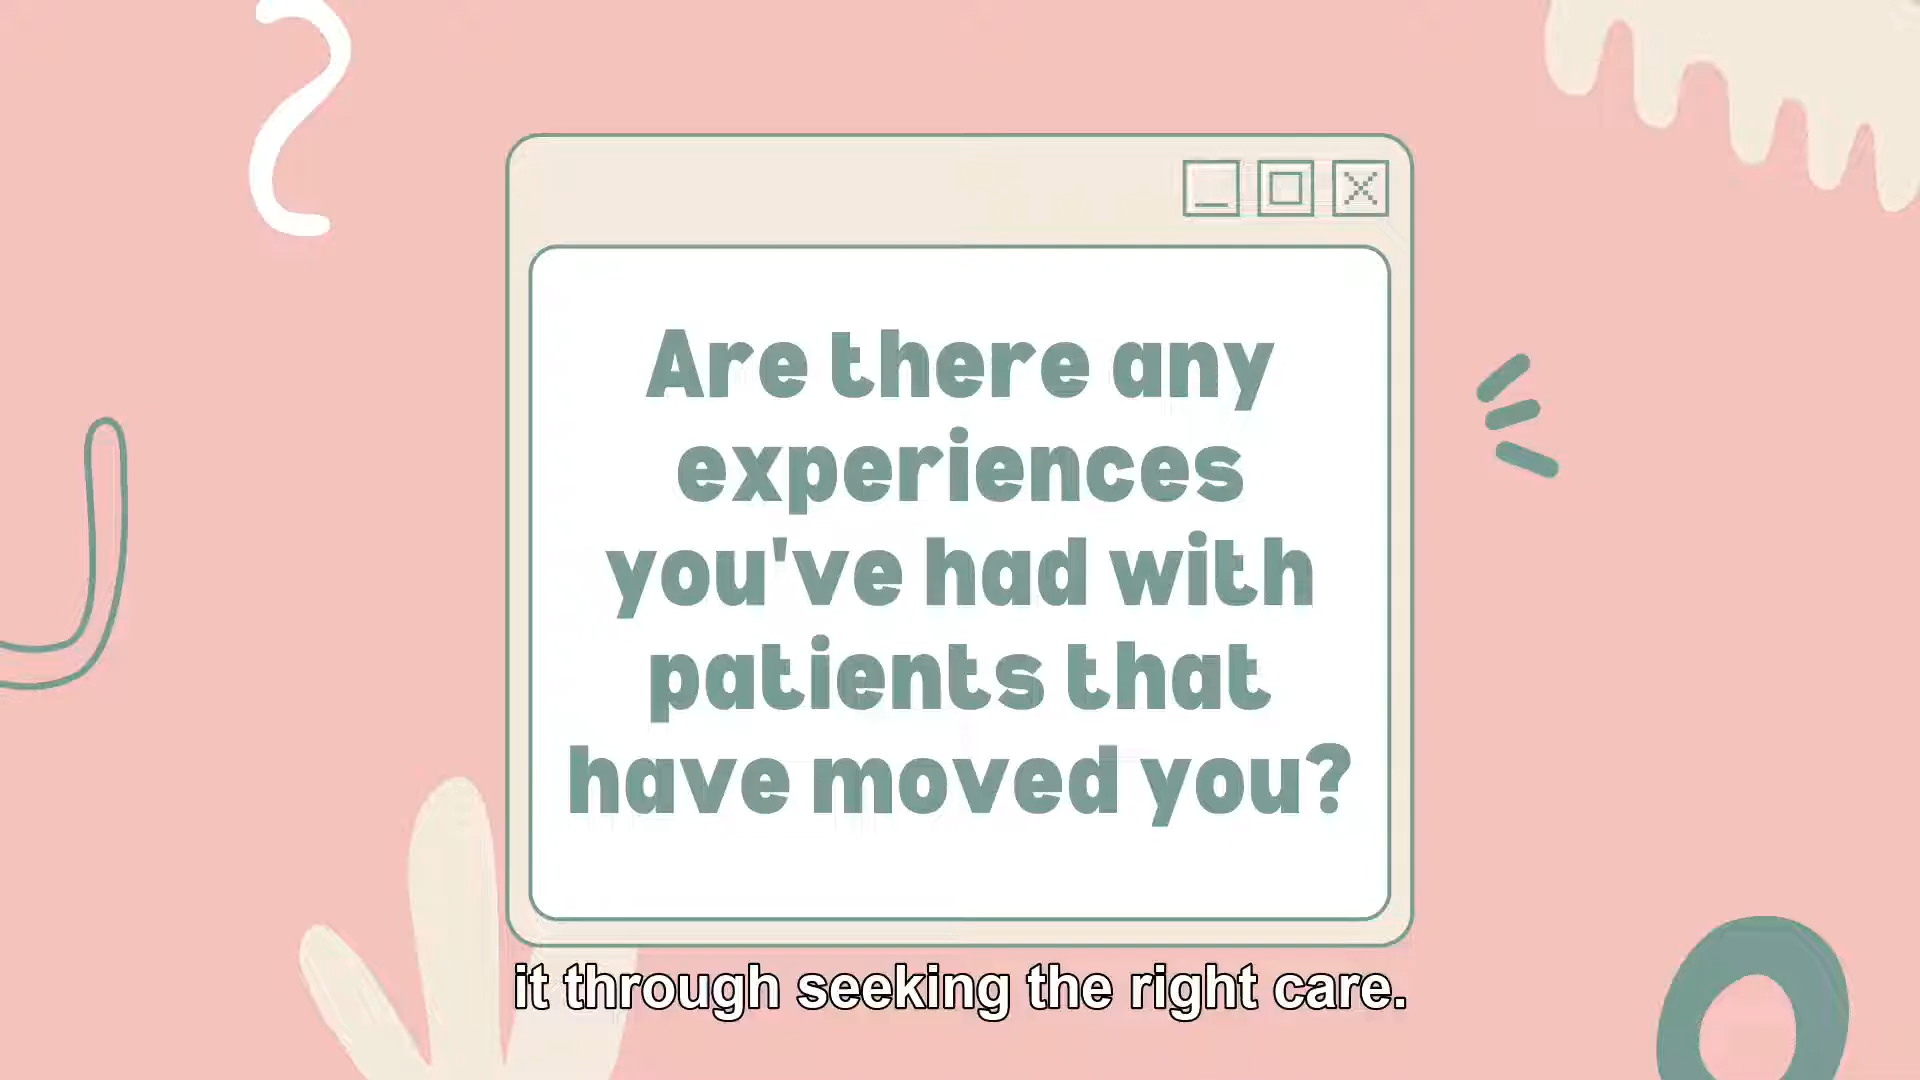 Are there any
experiences
you've had with
patients that
have moved you?
it through seeking the right care.